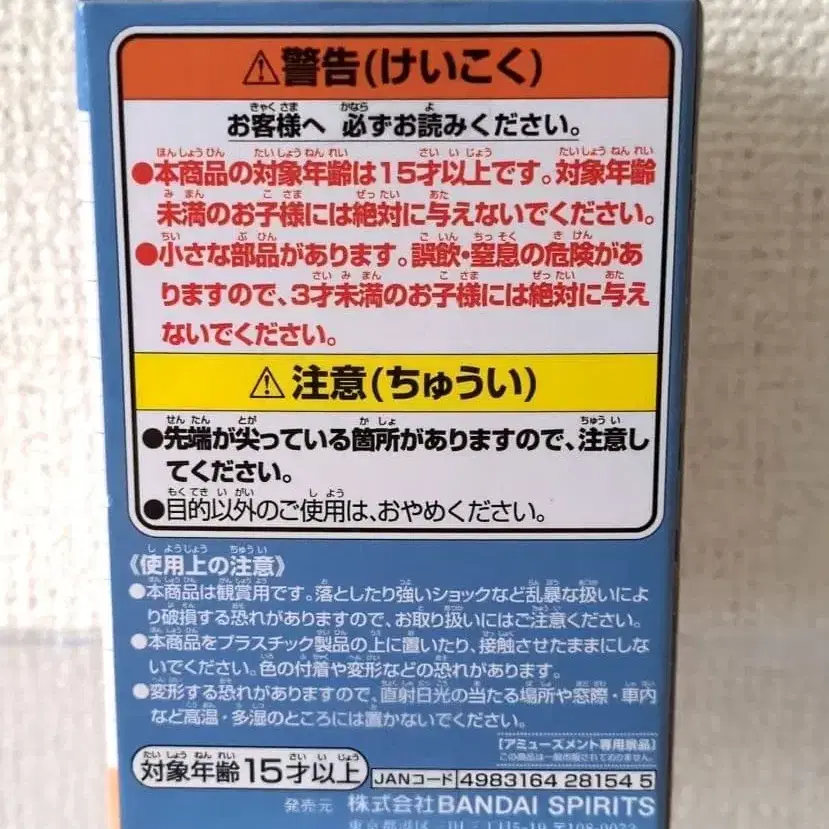 ⚠警告(けいこく)
お客様へ 必ずお読みください。
●本商品の対象年齢は15才以上です。対象年齢
未満のお子様には絶対に与えないでください。
●小さな部品があります。誤飲・窒息の危険があ
りますので、3才未満のお子様には絶対に与え
ないでください。
⚠注意(ちゅうい)
●先端が尖っている箇所がありますので、注意し
てください。
●目的以外のご使用は、おやめください。
《使用上の注意》
●本商品は観賞用です。落としたり強いショックなど乱暴な扱いによ
り破損する恐れがありますので、お取り扱いにはご注意ください。
●本商品をプラスチック製品の上に置いたり、接触させたままにしな
いでください。色の付着や変形などの恐れがあります。
●変形する恐れがありますので、直射日光の当たる場所や窓際・車内
など高温・多湿のところには置かないでください。
[アミューズメント専用景品]
この商品は一般市販されておりません。
対象年齢15才以上
JANコード 4983164 28154 5
発売元 株式会社BANDAI SPIRITS